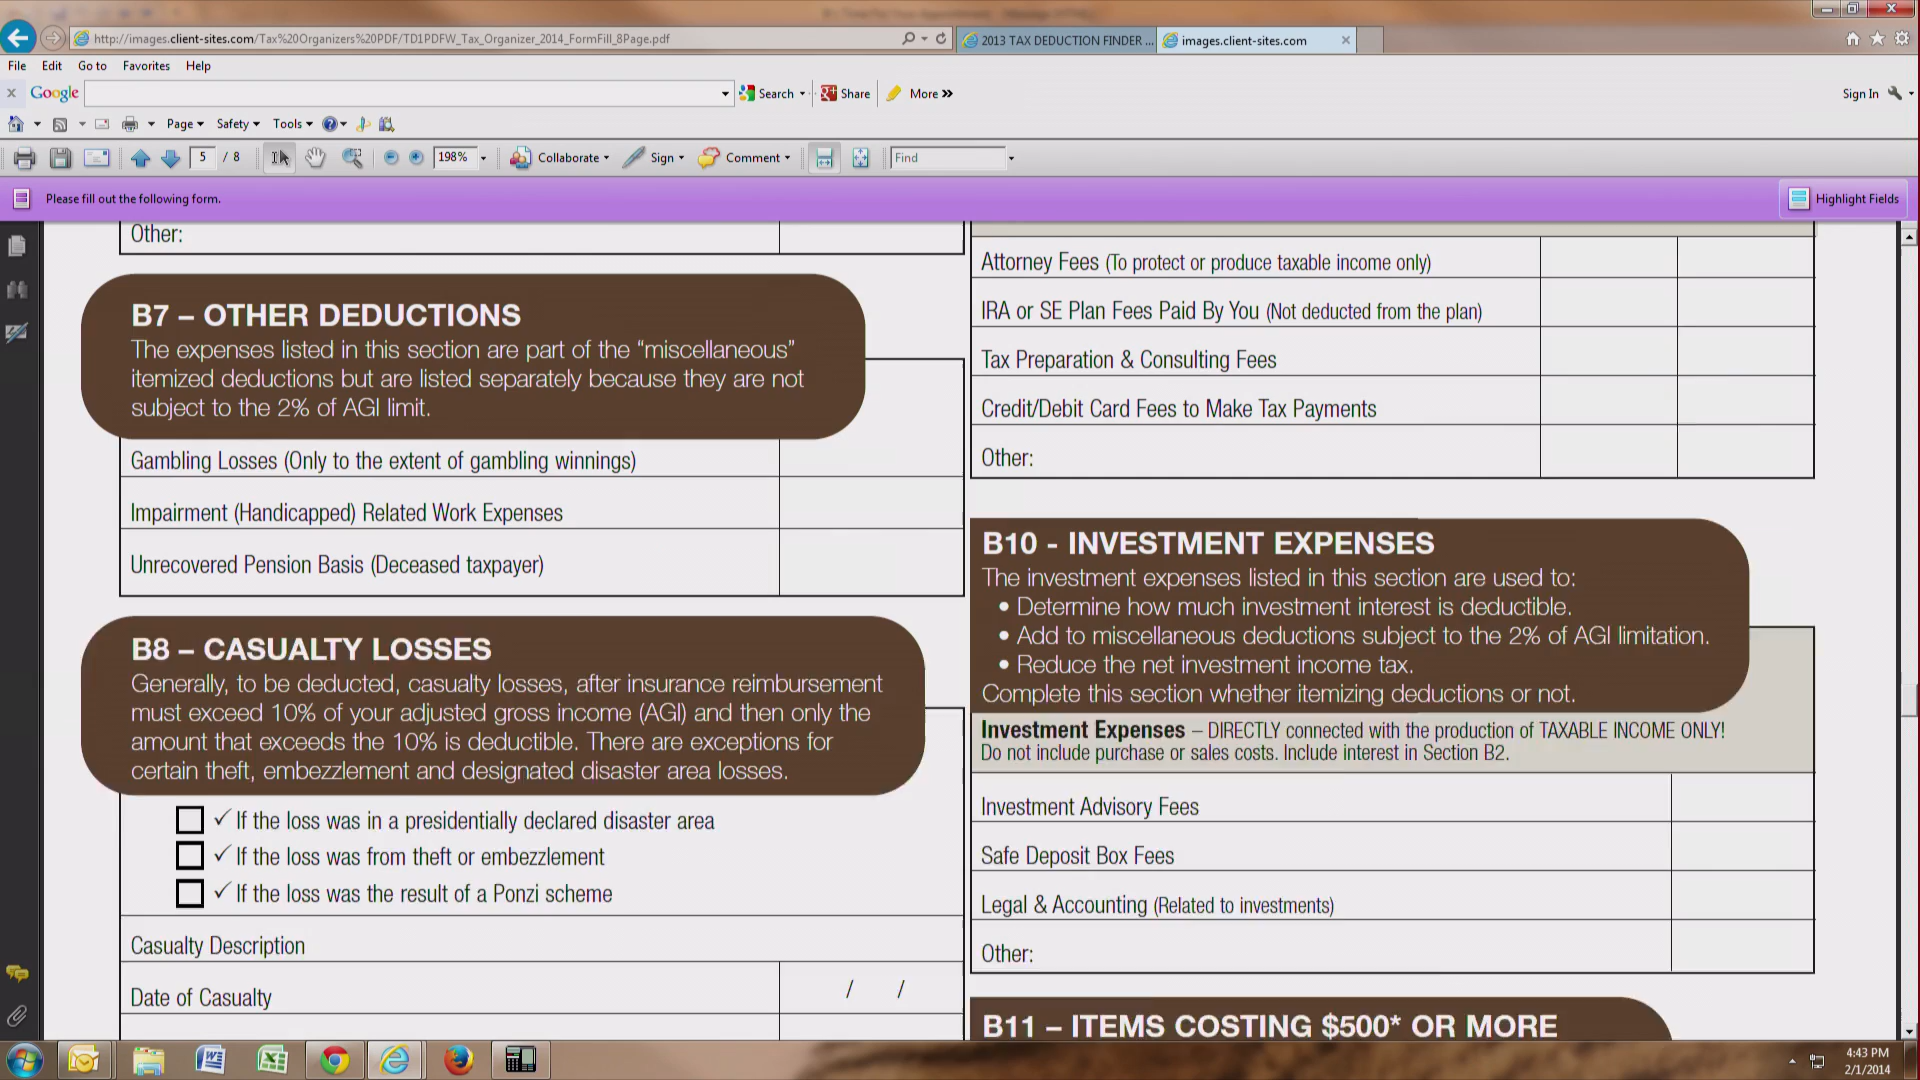 http://images.client-sites.com/Tax%20Organizers%20PDF/TD1PDFW_Tax_Organizer_2014_FormFill_8Page.pdf
2013 TAX DEDUCTION FINDER ...
images.client-sites.com
File Edit Go to Favorites Help
Google
Search
Share
More »
Sign In
Page Safety Tools
5 / 8
198%
Collaborate
Sign
Comment
Find
Please fill out the following form.
Highlight Fields
Other:
B7 – OTHER DEDUCTIONS
The expenses listed in this section are part of the “miscellaneous”
itemized deductions but are listed separately because they are not
subject to the 2% of AGI limit.
Gambling Losses (Only to the extent of gambling winnings)
Impairment (Handicapped) Related Work Expenses
Unrecovered Pension Basis (Deceased taxpayer)
B8 – CASUALTY LOSSES
Generally, to be deducted, casualty losses, after insurance reimbursement
must exceed 10% of your adjusted gross income (AGI) and then only the
amount that exceeds the 10% is deductible. There are exceptions for
certain theft, embezzlement and designated disaster area losses.
✓ If the loss was in a presidentially declared disaster area
✓ If the loss was from theft or embezzlement
✓ If the loss was the result of a Ponzi scheme
Casualty Description
Date of Casualty / /
Attorney Fees (To protect or produce taxable income only)
IRA or SE Plan Fees Paid By You (Not deducted from the plan)
Tax Preparation & Consulting Fees
Credit/Debit Card Fees to Make Tax Payments
Other:
B10 - INVESTMENT EXPENSES
The investment expenses listed in this section are used to:
• Determine how much investment interest is deductible.
• Add to miscellaneous deductions subject to the 2% of AGI limitation.
• Reduce the net investment income tax.
Complete this section whether itemizing deductions or not.
Investment Expenses – DIRECTLY connected with the production of TAXABLE INCOME ONLY!
Do not include purchase or sales costs. Include interest in Section B2.
Investment Advisory Fees
Safe Deposit Box Fees
Legal & Accounting (Related to investments)
Other:
B11 – ITEMS COSTING $500* OR MORE
4:43 PM
2/1/2014